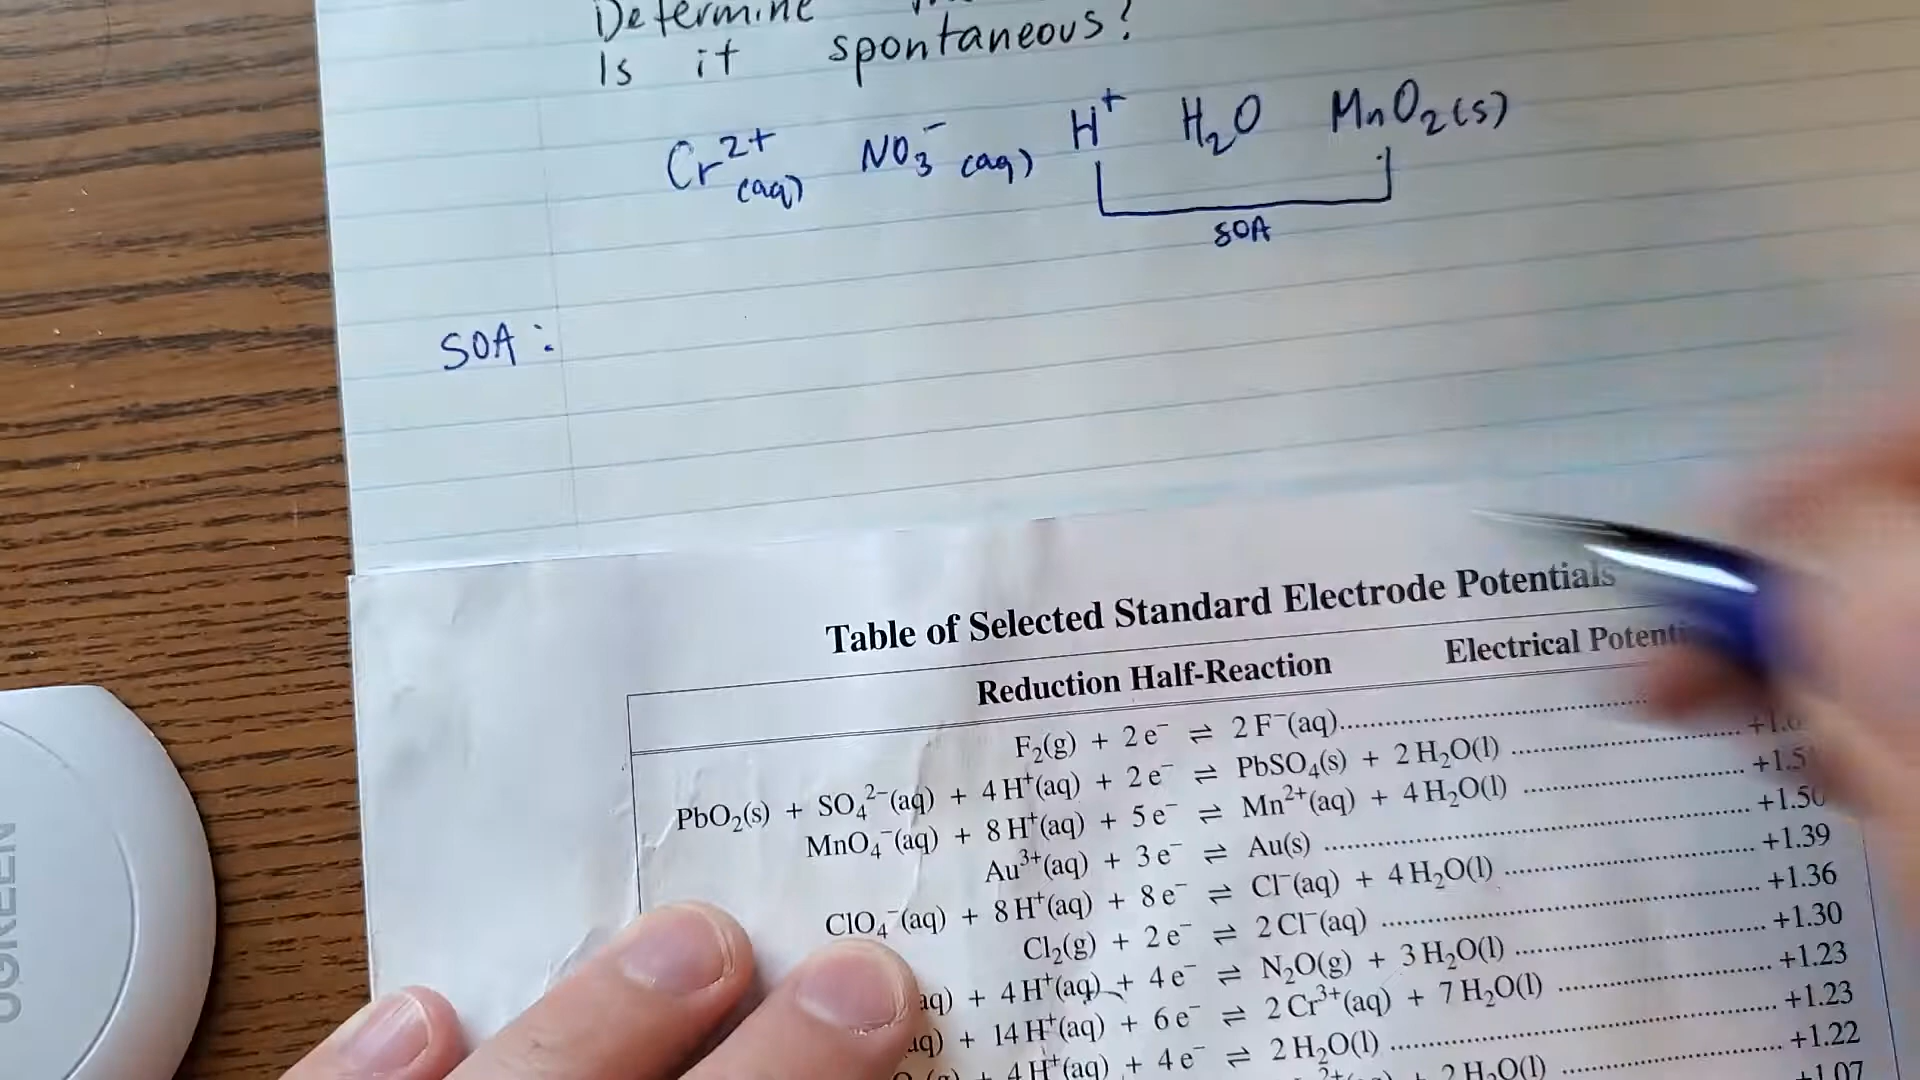 Determine
Is it spontaneous?
Cr²⁺(aq) NO₃⁻(aq) H⁺ H₂O MnO₂(s)
SOA
SOA :
Table of Selected Standard Electrode Potentials
Reduction Half-Reaction Electrical
F₂(g) + 2 e⁻ ⇌ 2 F⁻(aq)
PbO₂(s) + SO₄²⁻(aq) + 4 H⁺(aq) + 2 e⁻ ⇌ PbSO₄(s) + 2 H₂O(l)
MnO₄⁻(aq) + 8 H⁺(aq) + 5 e⁻ ⇌ Mn²⁺(aq) + 4 H₂O(l)
Au³⁺(aq) + 3 e⁻ ⇌ Au(s) +1.50
ClO₄⁻(aq) + 8 H⁺(aq) + 8 e⁻ ⇌ Cl⁻(aq) + 4 H₂O(l) +1.39
Cl₂(g) + 2 e⁻ ⇌ 2 Cl⁻(aq) +1.36
aq) + 4 H⁺(aq) + 4 e⁻ ⇌ N₂O(g) + 3 H₂O(l) +1.30
aq) + 14 H⁺(aq) + 6 e⁻ ⇌ 2 Cr³⁺(aq) + 7 H₂O(l) +1.23
4 H⁺(aq) + 4 e⁻ ⇌ 2 H₂O(l) +1.23
2 H₂O(l) +1.22
+1.07
UGREEN